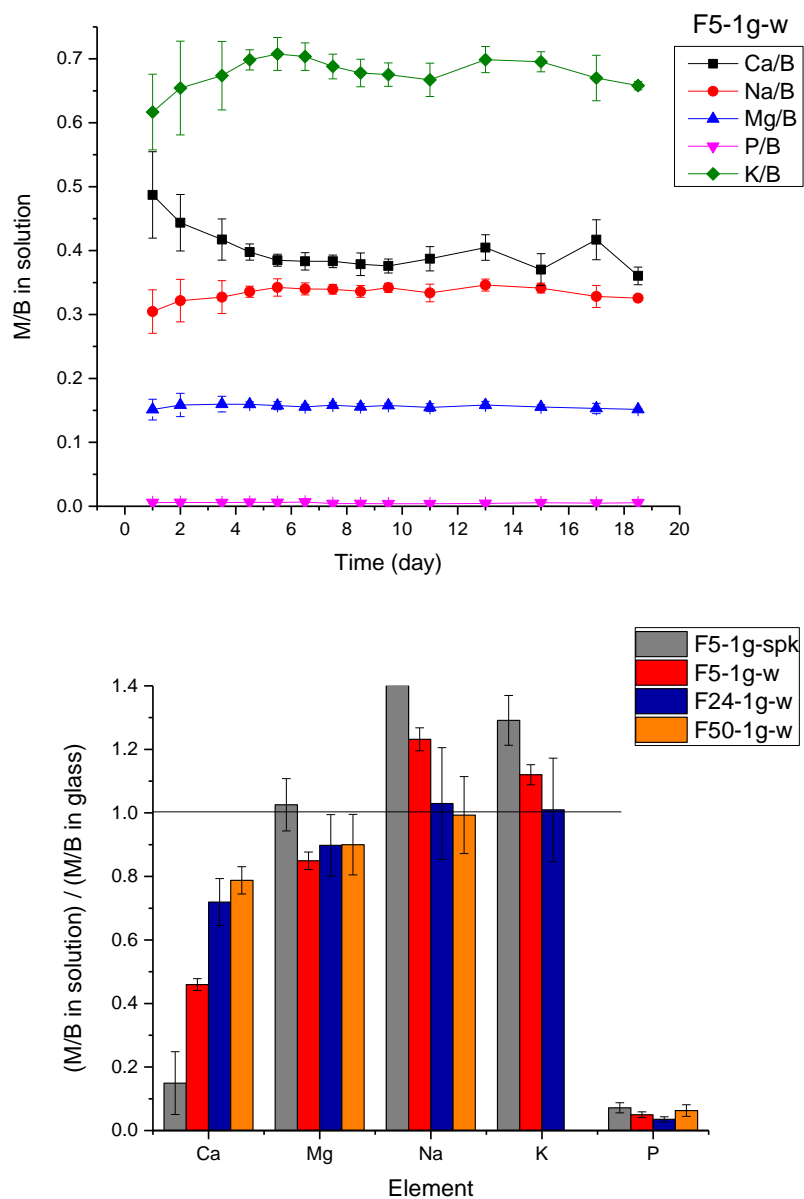 F5-1g-w
Ca/B
Na/B
Mg/B
P/B
K/B
0.7
0.6
0.5
0.4
0.3
0.2
0.1
0.0
M/B in solution
0 2 4 6 8 10 12 14 16 18 20
Time (day)
F5-1g-spk
F5-1g-w
F24-1g-w
F50-1g-w
1.4
1.2
1.0
0.8
0.6
0.4
0.2
0.0
(M/B in solution) / (M/B in glass)
Ca Mg Na K P
Element